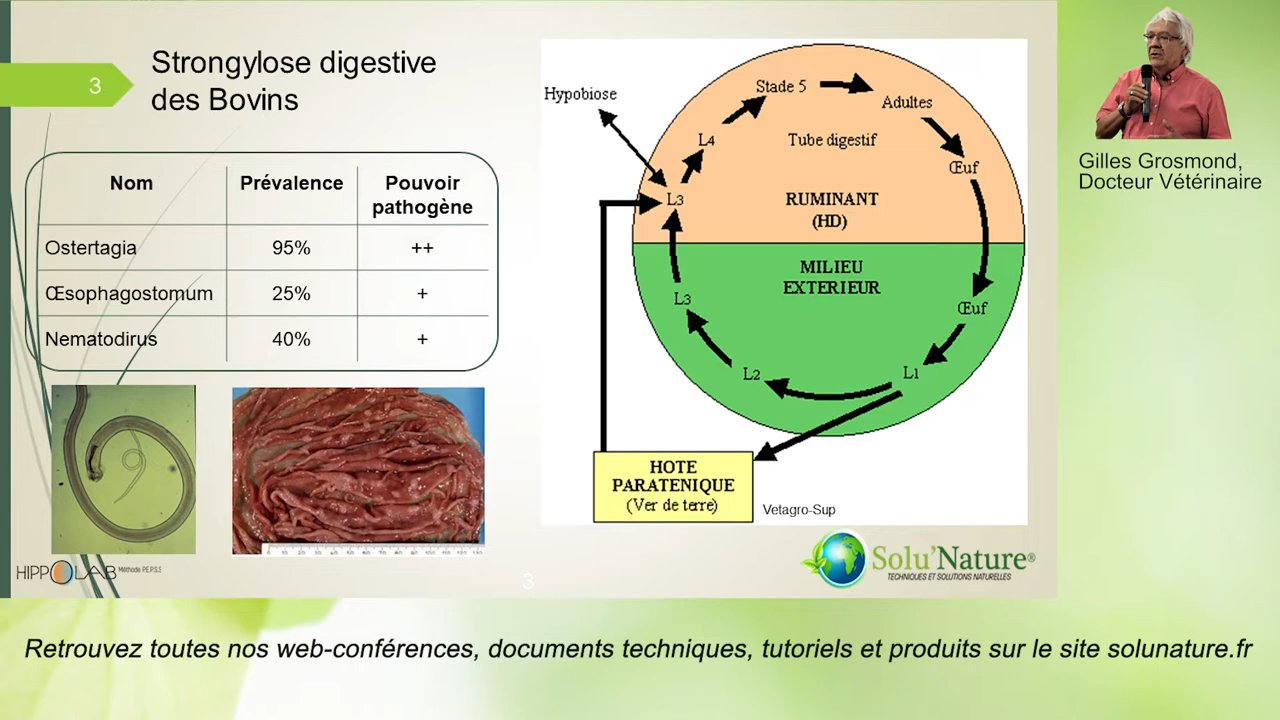 3
Strongylose digestive
des Bovins
Nom Prévalence Pouvoir
pathogène
Ostertagia 95% ++
Œsophagostomum 25% +
Nematodirus 40% +
Hypobiose
Stade 5
Adultes
L4
Tube digestif
Œuf
L3
RUMINANT
(HD)
MILIEU
EXTERIEUR
L3
Œuf
L2
L1
HOTE
PARATENIQUE
(Ver de terre)
Vetagro-Sup
HIPPOLAB Méthode P.E.P.S.S
3
Solu'Nature®
TECHNIQUES ET SOLUTIONS NATURELLES
Gilles Grosmond,
Docteur Vétérinaire
Retrouvez toutes nos web-conférences, documents techniques, tutoriels et produits sur le site solunature.fr